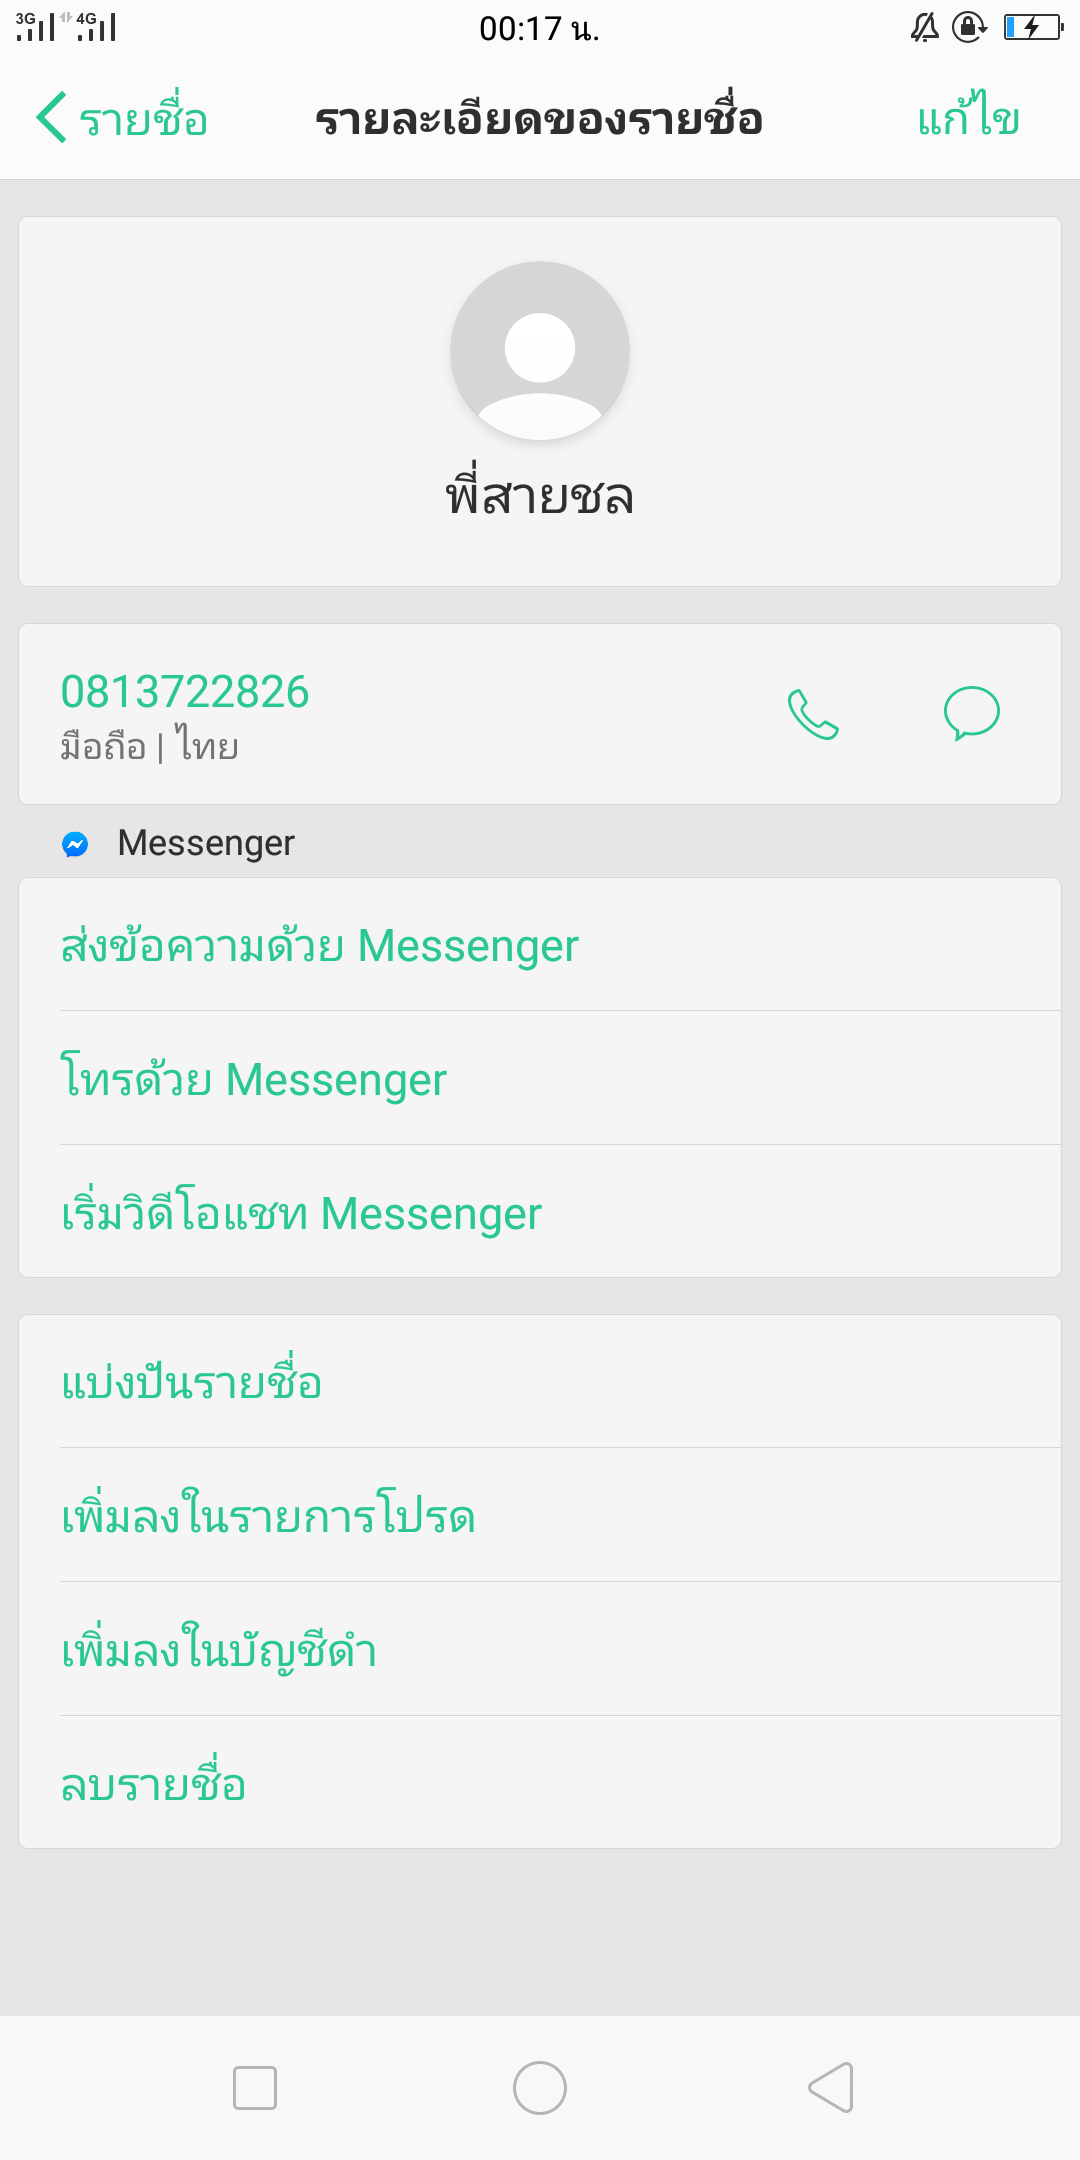 3G 4G 00:17 น.
รายชื่อ รายละเอียดของรายชื่อ แก้ไข
พี่สายชล
0813722826
มือถือ | ไทย
Messenger
ส่งข้อความด้วย Messenger
โทรด้วย Messenger
เริ่มวิดีโอแชท Messenger
แบ่งปันรายชื่อ
เพิ่มลงในรายการโปรด
เพิ่มลงในบัญชีดำ
ลบรายชื่อ